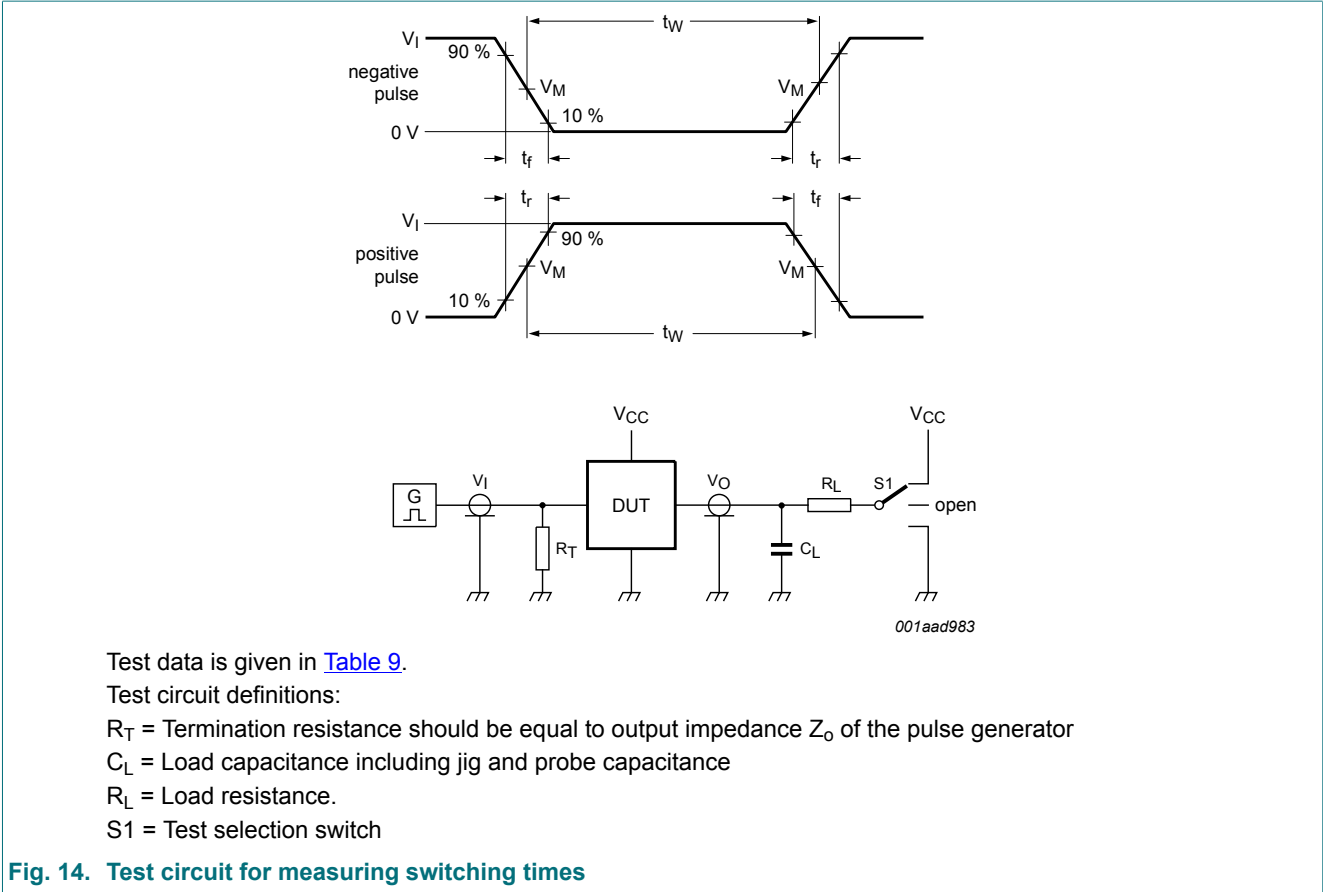 tW
VI
90 %
negative
pulse
VM
VM
10 %
0 V
tf
tr
tr
tf
VI
90 %
positive
pulse
VM
VM
10 %
0 V
tW
VCC
VCC
G
VI
DUT
VO
RL
S1
open
RT
CL
001aad983
Test data is given in Table 9.
Test circuit definitions:
RT = Termination resistance should be equal to output impedance Zo of the pulse generator
CL = Load capacitance including jig and probe capacitance
RL = Load resistance.
S1 = Test selection switch
Fig. 14. Test circuit for measuring switching times